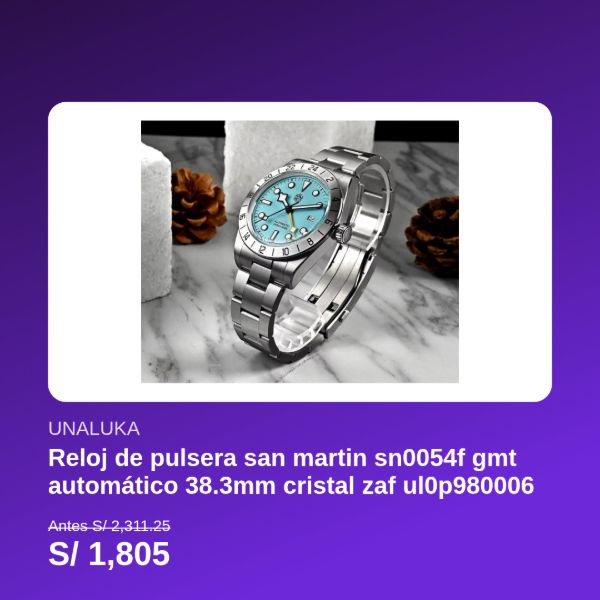 UNALUKA
Reloj de pulsera san martin sn0054f gmt
automático 38.3mm cristal zaf ul0p980006
Antes S/ 2,311.25
S/ 1,805